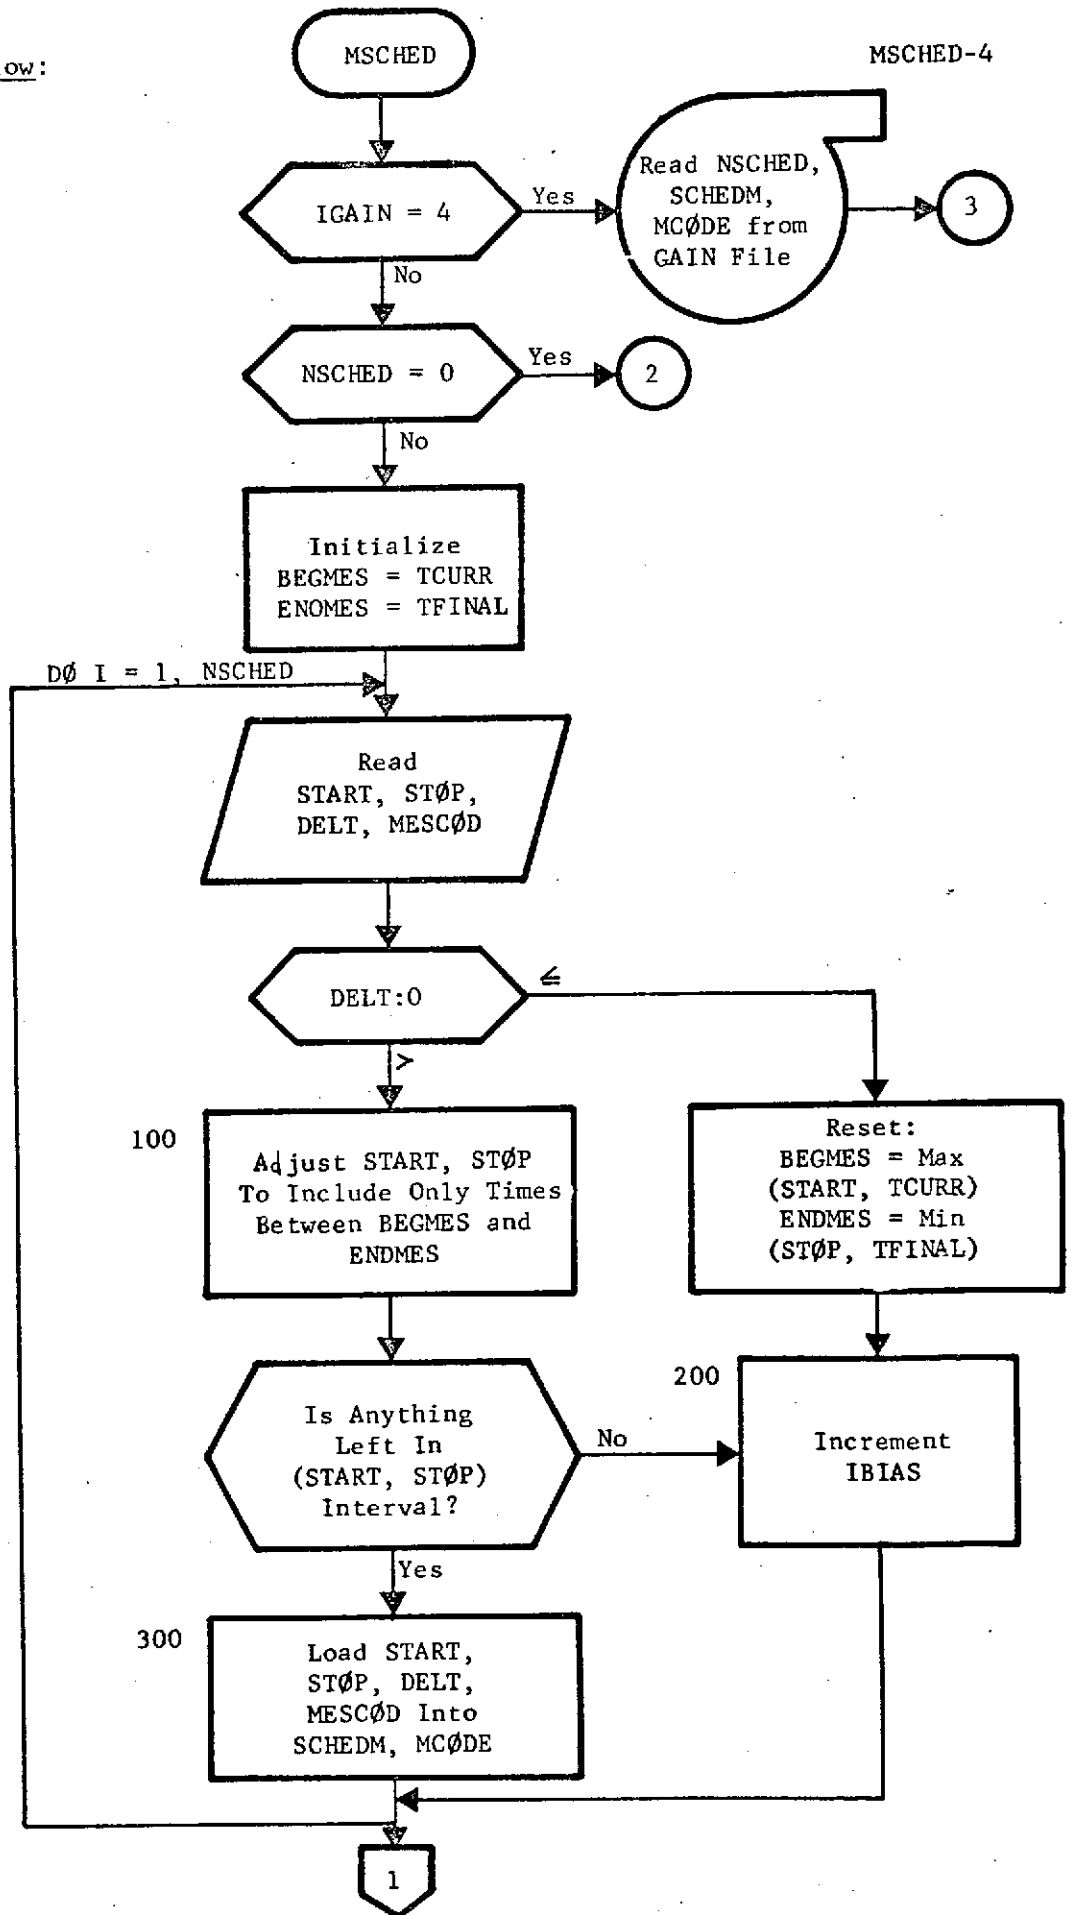 ow:
MSCHED
MSCHED-4
IGAIN = 4
Yes
Read NSCHED,
SCHEDM,
MCØDE from
GAIN File
3
No
NSCHED = 0
Yes
2
No
Initialize
BEGMES = TCURR
ENOMES = TFINAL
DØ I = 1, NSCHED
Read
START, STØP,
DELT, MESCØD
DELT:0
≤
>
100
Adjust START, STØP
To Include Only Times
Between BEGMES and
ENDMES
Reset:
BEGMES = Max
(START, TCURR)
ENDMES = Min
(STØP, TFINAL)
Is Anything
Left In
(START, STØP)
Interval?
No
200
Increment
IBIAS
Yes
300
Load START,
STØP, DELT,
MESCØD Into
SCHEDM, MCØDE
1